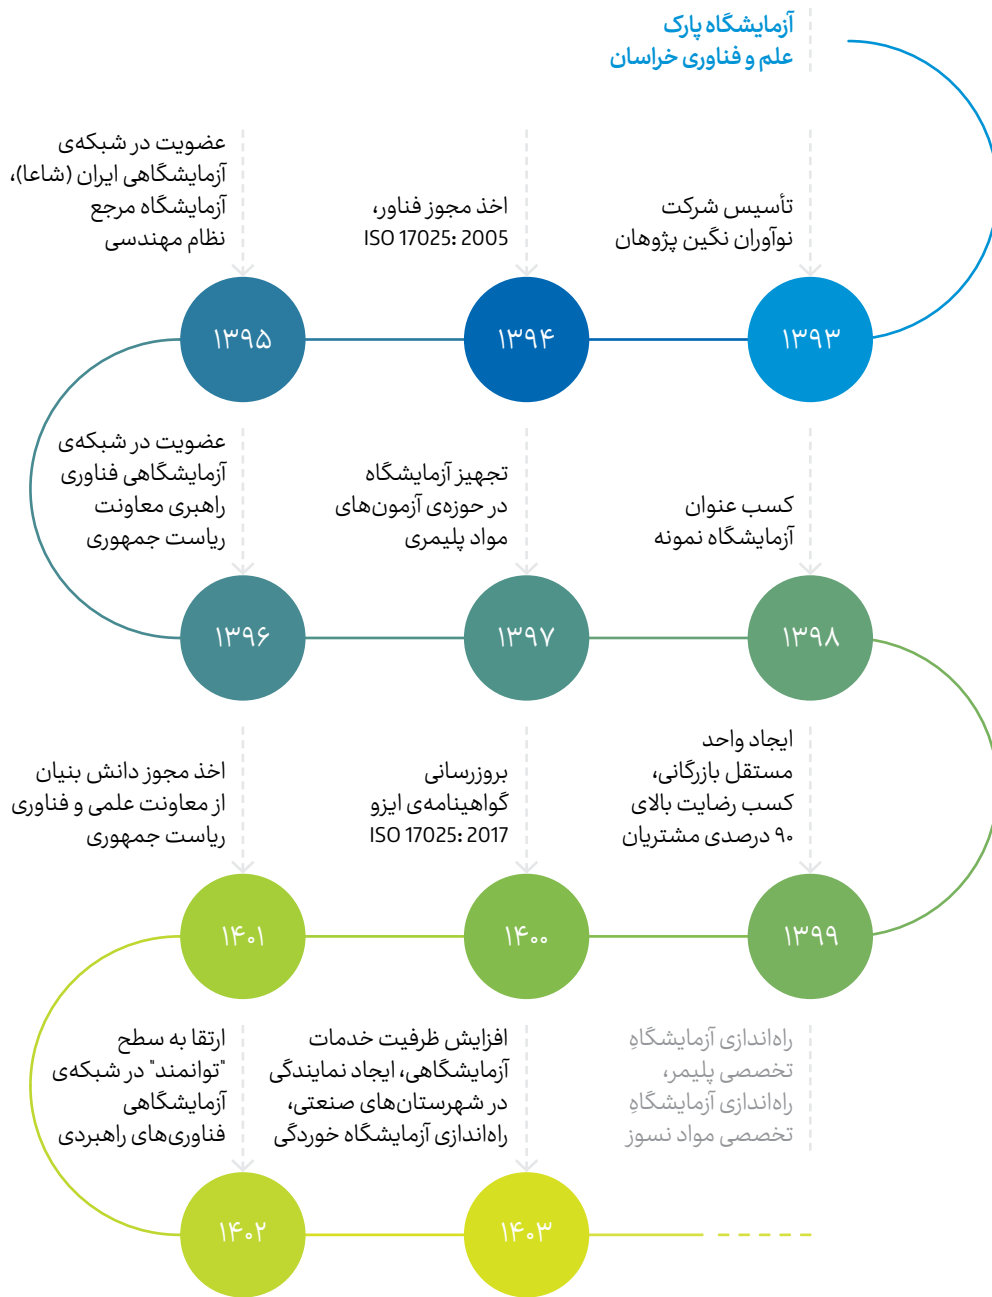 آزمایشگاه پارک
علم و فناوری خراسان
تأسیس شرکت
نوآوران نگین پژوهان
۱۳۹۳
اخذ مجوز فناور،
ISO 17025: 2005
۱۳۹۴
عضویت در شبکه‌ی
آزمایشگاهی ایران (شاعا)،
آزمایشگاه مرجع
نظام مهندسی
۱۳۹۵
عضویت در شبکه‌ی
آزمایشگاهی فناوری
راهبری معاونت
ریاست جمهوری
۱۳۹۶
تجهیز آزمایشگاه
در حوزه‌ی آزمون‌های
مواد پلیمری
۱۳۹۷
کسب عنوان
آزمایشگاه نمونه
۱۳۹۸
ایجاد واحد
مستقل بازرگانی،
کسب رضایت بالای
۹۰ درصدی مشتریان
۱۳۹۹
بروزرسانی
گواهینامه‌ی ایزو
ISO 17025: 2017
۱۴۰۰
اخذ مجوز دانش بنیان
از معاونت علمی و فناوری
ریاست جمهوری
۱۴۰۱
ارتقا به سطح
"توانمند" در شبکه‌ی
آزمایشگاهی
فناوری‌های راهبردی
۱۴۰۲
افزایش ظرفیت خدمات
آزمایشگاهی، ایجاد نمایندگی
در شهرستان‌های صنعتی،
راه‌اندازی آزمایشگاه خوردگی
۱۴۰۳
راه‌اندازی آزمایشگاهِ
تخصصی پلیمر،
راه‌اندازی آزمایشگاهِ
تخصصی مواد نسوز